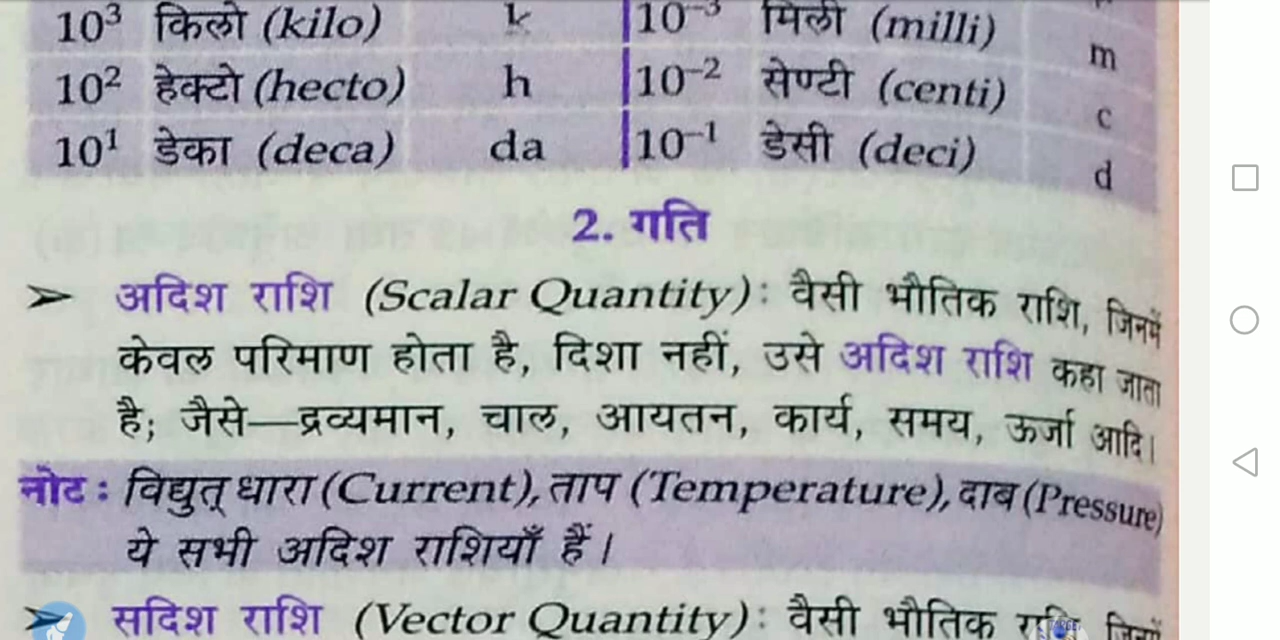 10³ किलो (kilo) k 10⁻³ मिली (milli) m
10² हेक्टो (hecto) h 10⁻² सेण्टी (centi) c
10¹ डेका (deca) da 10⁻¹ डेसी (deci) d
2. गति
➢ अदिश राशि (Scalar Quantity): वैसी भौतिक राशि, जिनमें
केवल परिमाण होता है, दिशा नहीं, उसे अदिश राशि कहा जाता
है; जैसे—द्रव्यमान, चाल, आयतन, कार्य, समय, ऊर्जा आदि।
नोट : विद्युत् धारा (Current), ताप (Temperature), दाब (Pressure)
ये सभी अदिश राशियाँ हैं।
➢ सदिश राशि (Vector Quantity): वैसी भौतिक